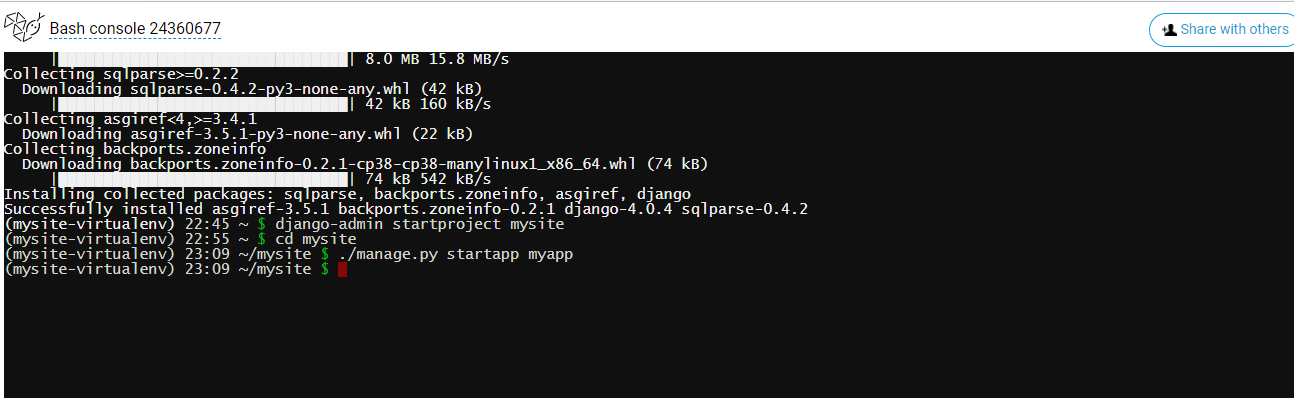 Bash console 24360677
Share with others
| 8.0 MB 15.8 MB/s
Collecting sqlparse>=0.2.2
Downloading sqlparse-0.4.2-py3-none-any.whl (42 kB)
| 42 kB 160 kB/s
Collecting asgiref<4,>=3.4.1
Downloading asgiref-3.5.1-py3-none-any.whl (22 kB)
Collecting backports.zoneinfo
Downloading backports.zoneinfo-0.2.1-cp38-cp38-manylinux1_x86_64.whl (74 kB)
| 74 kB 542 kB/s
Installing collected packages: sqlparse, backports.zoneinfo, asgiref, django
Successfully installed asgiref-3.5.1 backports.zoneinfo-0.2.1 django-4.0.4 sqlparse-0.4.2
(mysite-virtualenv) 22:45 ~ $ django-admin startproject mysite
(mysite-virtualenv) 22:55 ~ $ cd mysite
(mysite-virtualenv) 23:09 ~/mysite $ ./manage.py startapp myapp
(mysite-virtualenv) 23:09 ~/mysite $